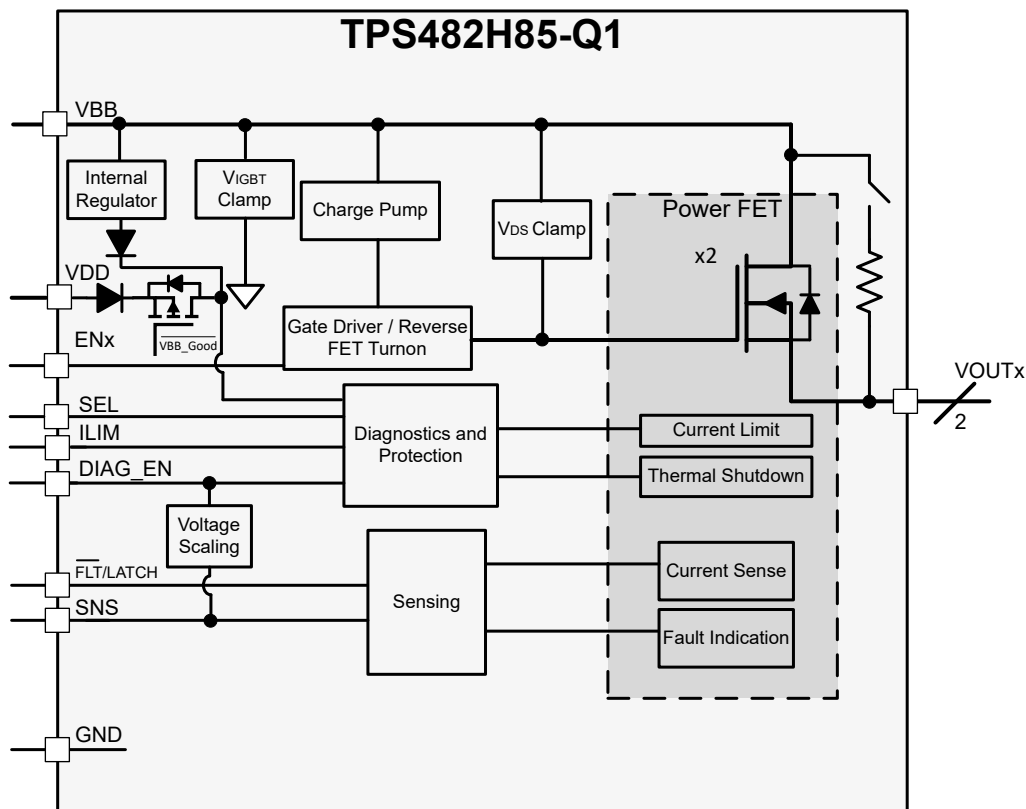 TPS482H85-Q1
VBB
Internal
Regulator
VIGBT
Clamp
Charge Pump
VDS Clamp
Power FET
x2
VDD
VBB_Good
ENx
Gate Driver / Reverse
FET Turnon
VOUTx
2
SEL
ILIM
DIAG_EN
Diagnostics and
Protection
Current Limit
Thermal Shutdown
Voltage
Scaling
FLT/LATCH
SNS
Sensing
Current Sense
Fault Indication
GND